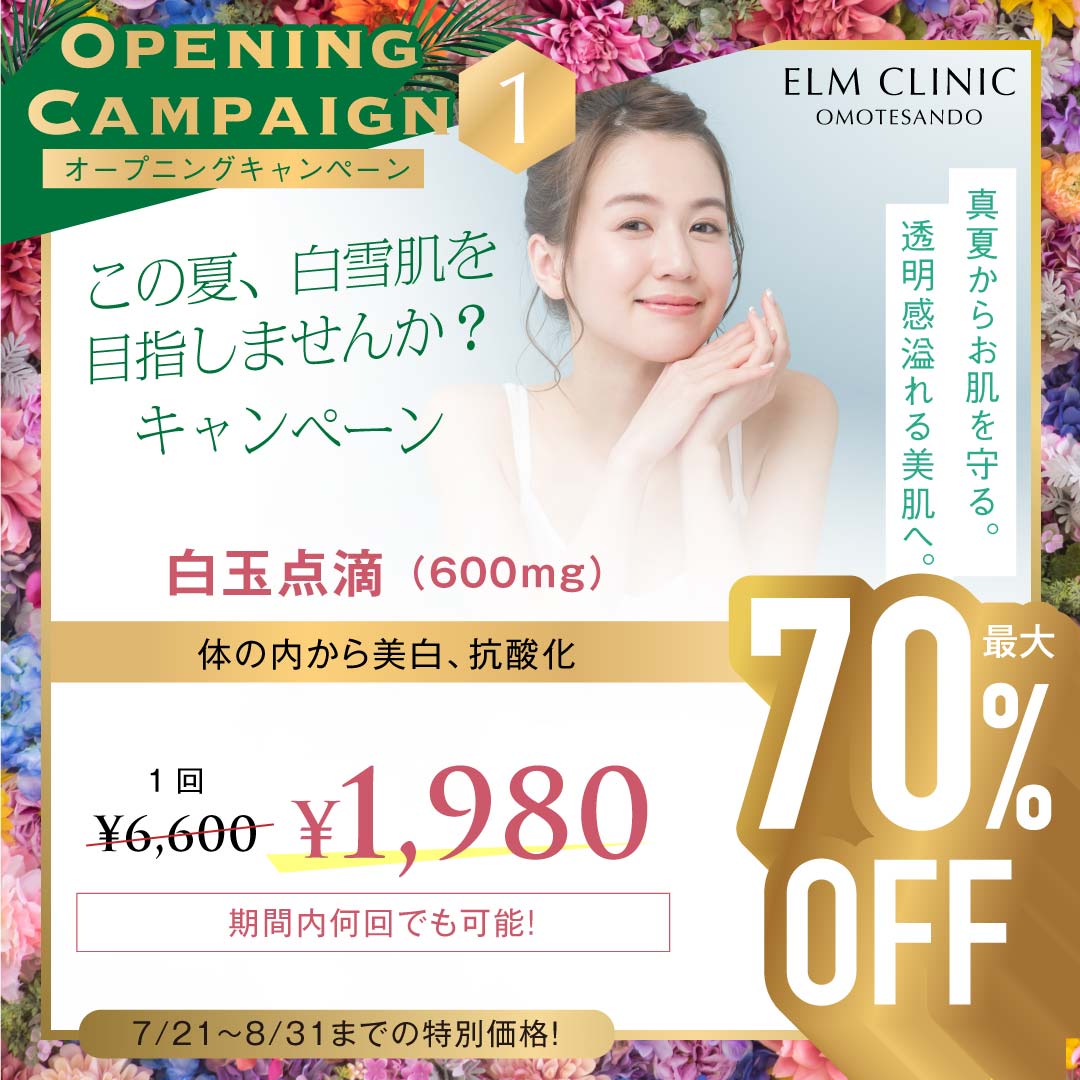 OPENING
CAMPAIGN
1
オープニングキャンペーン
ELM CLINIC
OMOTESANDO
真夏からお肌を守る。
透明感溢れる美肌へ。
この夏、白雪肌を
目指しませんか？
キャンペーン
白玉点滴（600mg）
体の内から美白、抗酸化
最大
70%
OFF
1回
¥6,600 ¥1,980
期間内何回でも可能!
7/21〜8/31までの特別価格!